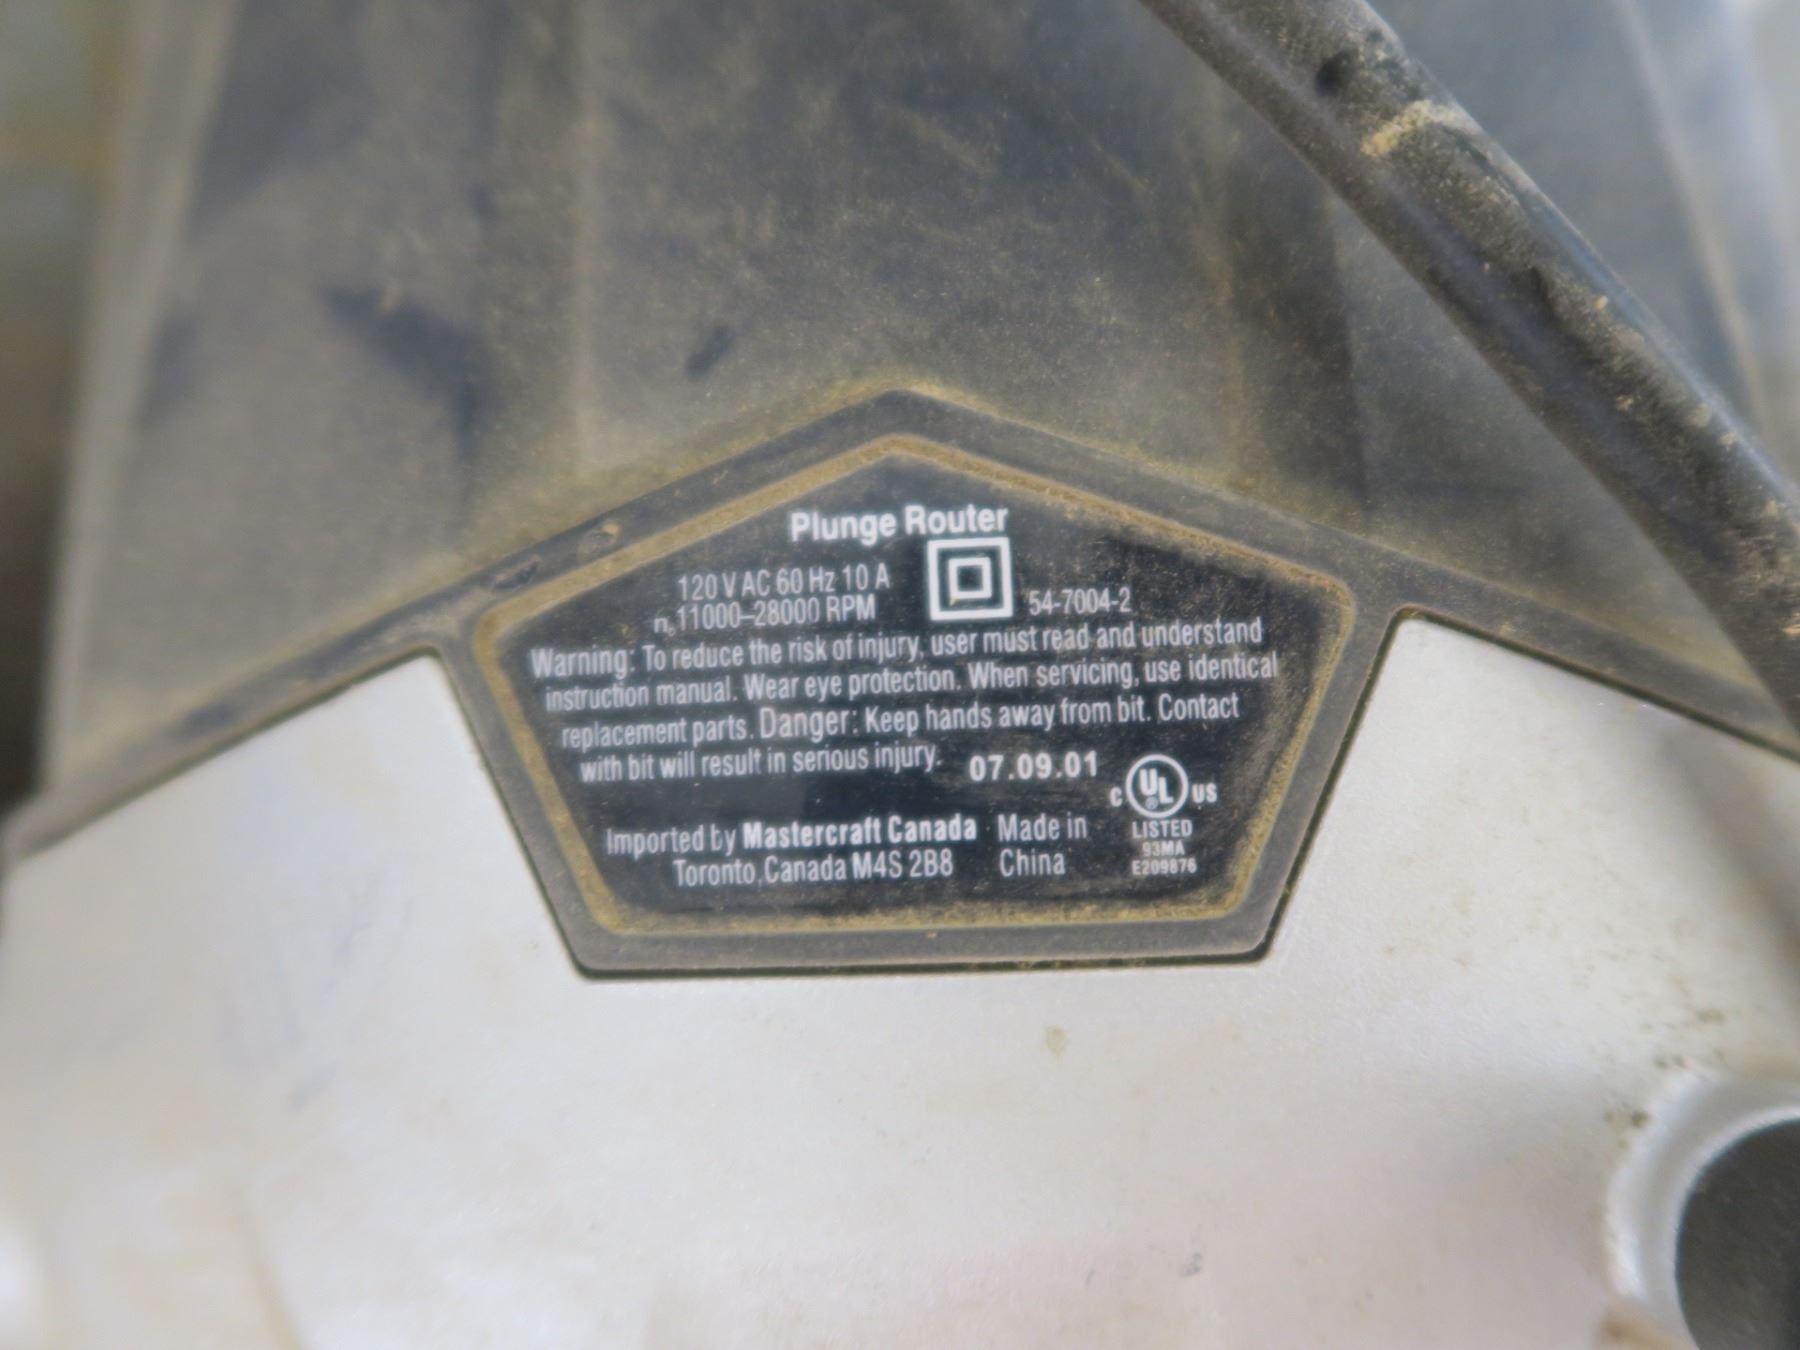 Plunge Router
120 V AC 60 Hz 10 A
n₀ 11000–28000 RPM 54-7004-2
Warning: To reduce the risk of injury, user must read and understand
instruction manual. Wear eye protection. When servicing, use identical
replacement parts. Danger: Keep hands away from bit. Contact
with bit will result in serious injury. 07.09.01
C UL ® US
LISTED
93MA
E209876
Imported by Mastercraft Canada
Toronto, Canada M4S 2B8
Made in
China